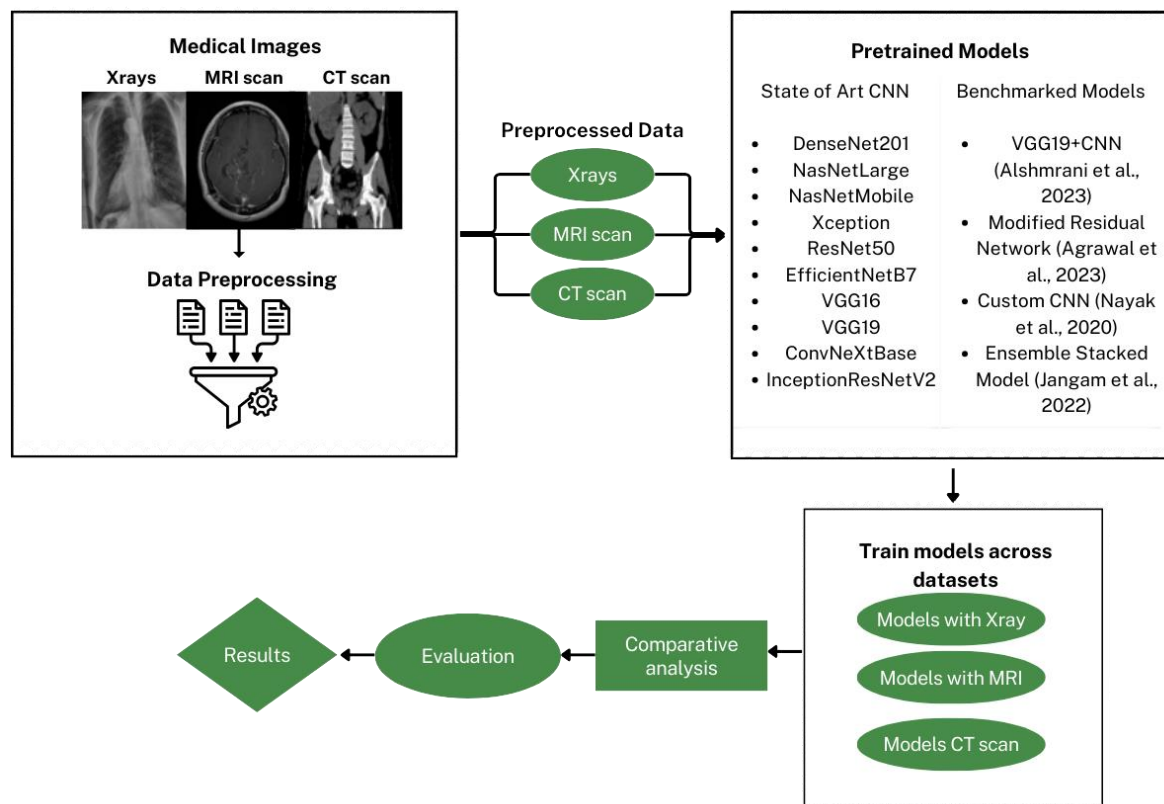 Medical Images
Xrays MRI scan CT scan
Data Preprocessing
Preprocessed Data
Xrays
MRI scan
CT scan
Pretrained Models
State of Art CNN
DenseNet201
NasNetLarge
NasNetMobile
Xception
ResNet50
EfficientNetB7
VGG16
VGG19
ConvNeXtBase
InceptionResNetV2
Benchmarked Models
VGG19+CNN
(Alshmrani et al.,
2023)
Modified Residual
Network (Agrawal et
al., 2023)
Custom CNN (Nayak
et al., 2020)
Ensemble Stacked
Model (Jangam et al.,
2022)
Train models across
datasets
Models with Xray
Models with MRI
Models CT scan
Comparative
analysis
Evaluation
Results